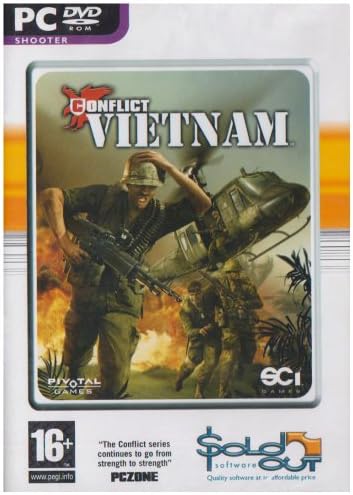 PC DVD
ROM
SHOOTER
CONFLICT
VIETNAM
PIVOTAL
GAMES
SCi
GAMES
16+
www.pegi.info
"The Conflict series
continues to go from
strength to strength"
PCZONE
SOLD
OUT
software
Quality software at an affordable price